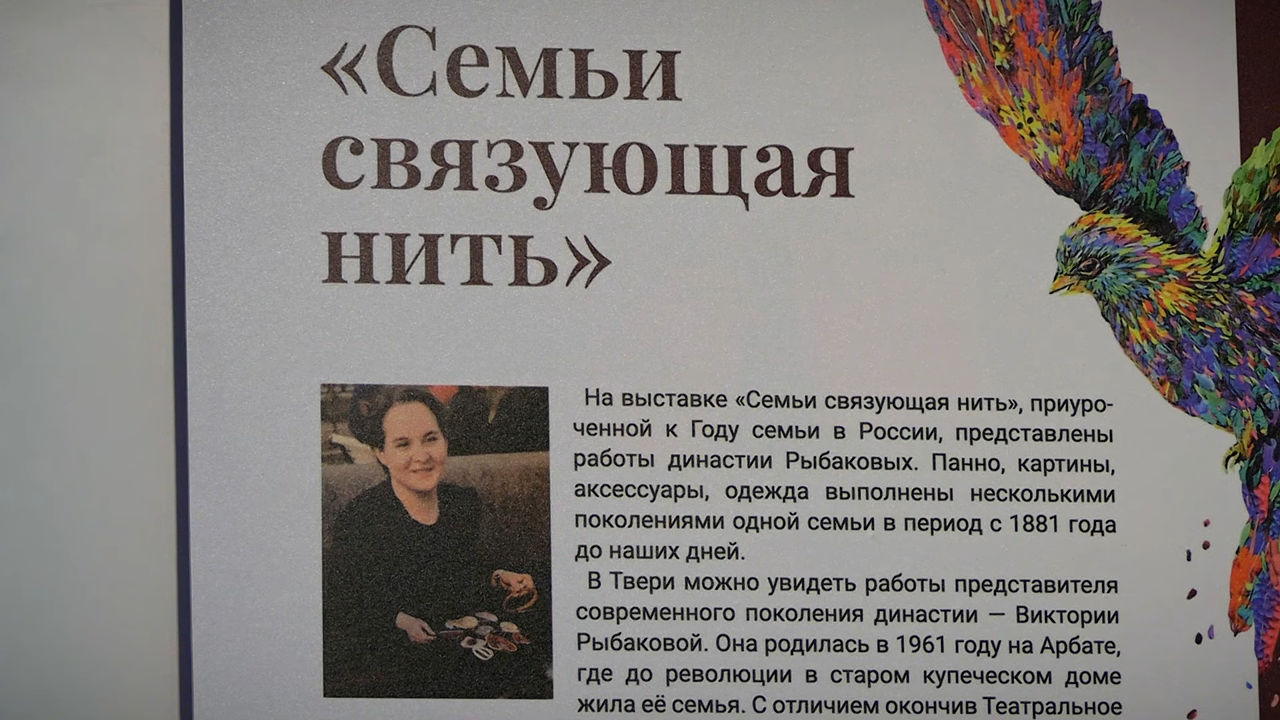 «Семьи
связующая
нить»
На выставке «Семьи связующая нить», приуро-
ченной к Году семьи в России, представлены
работы династии Рыбаковых. Панно, картины,
аксессуары, одежда выполнены несколькими
поколениями одной семьи в период с 1881 года
до наших дней.
В Твери можно увидеть работы представителя
современного поколения династии — Виктории
Рыбаковой. Она родилась в 1961 году на Арбате,
где до революции в старом купеческом доме
жила её семья. С отличием окончив Театральное